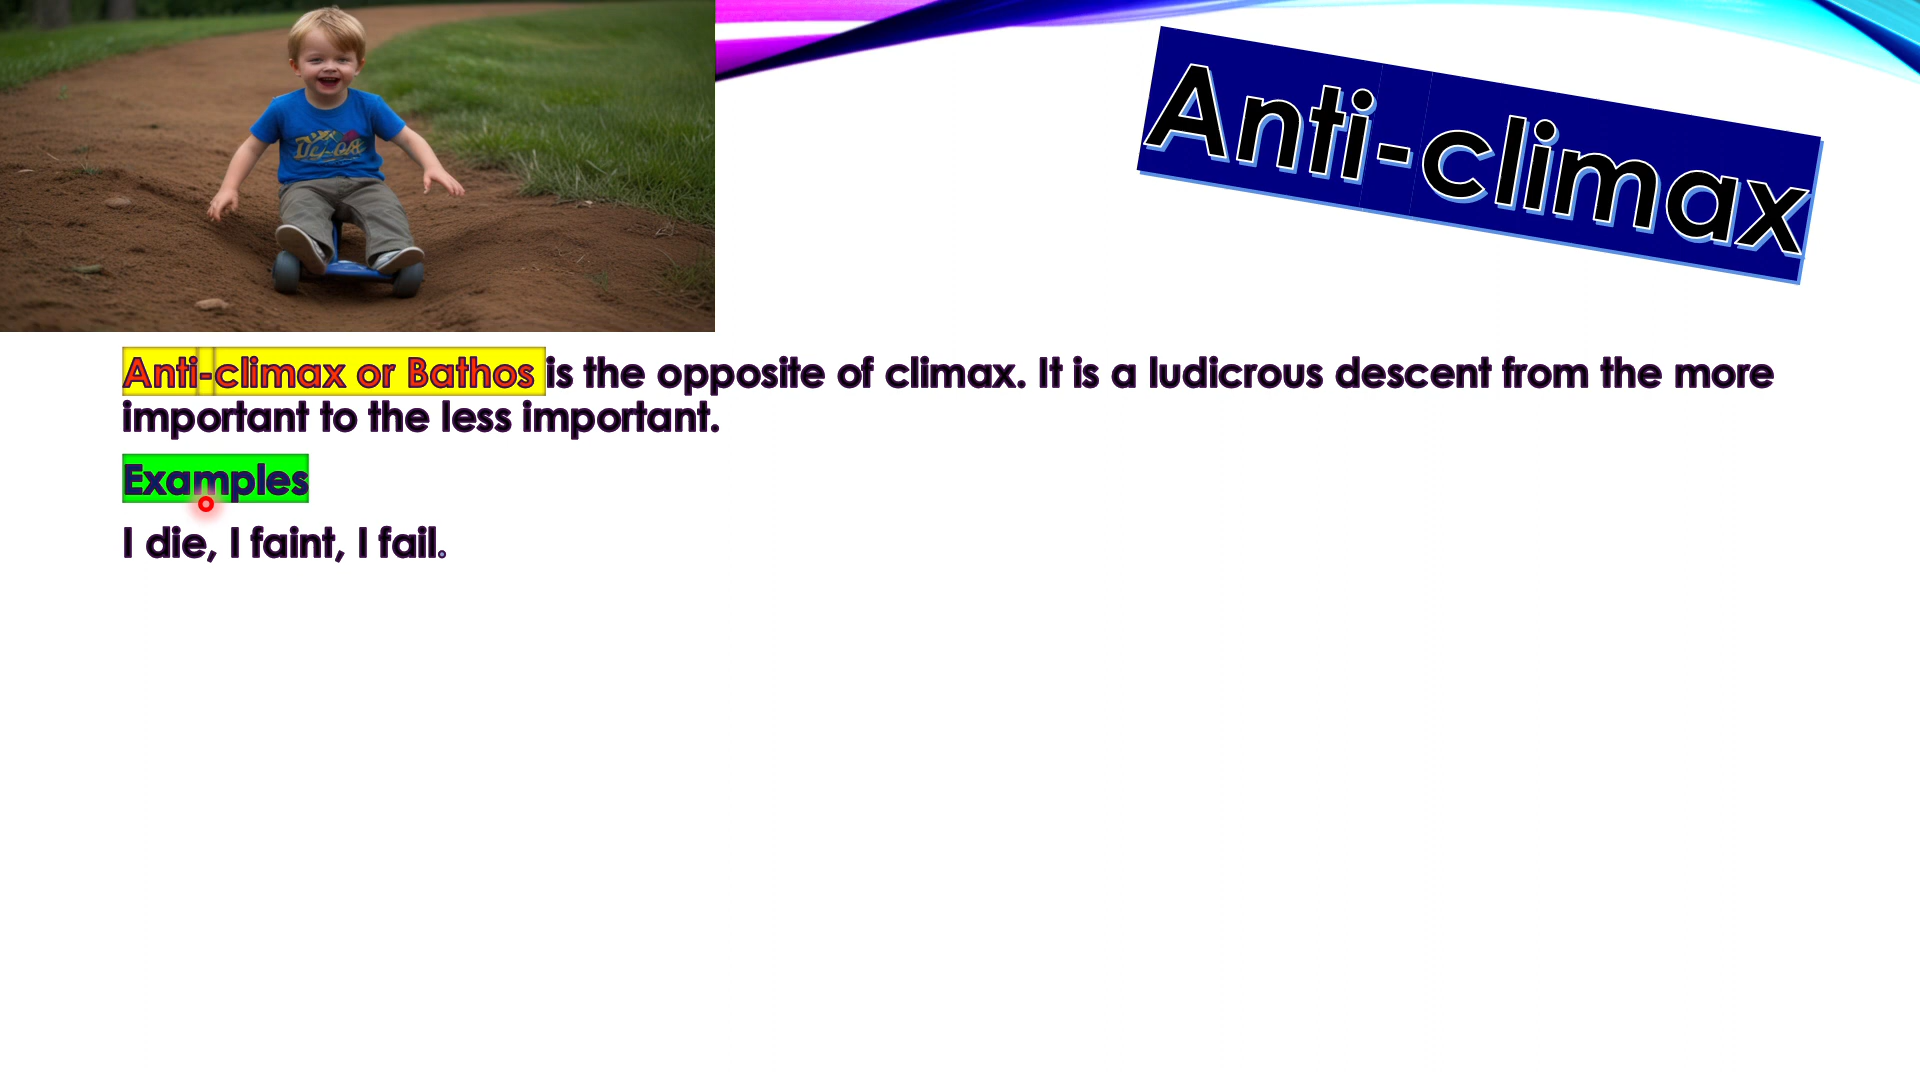 Anti-climax
Anti-climax or Bathos is the opposite of climax. It is a ludicrous descent from the more
important to the less important.
Examples
I die, I faint, I fail.